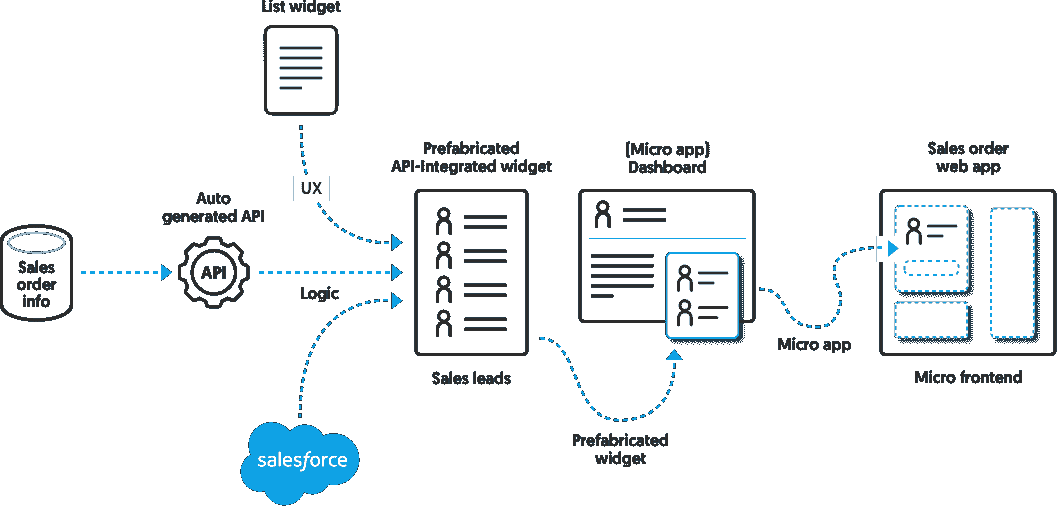 List widget
UX
Auto
generated API
Sales
order
info
API
Logic
salesforce
Prefabricated
API-Integrated widget
Sales leads
Prefabricated
widget
(Micro app)
Dashboard
Micro app
Sales order
web app
Micro frontend